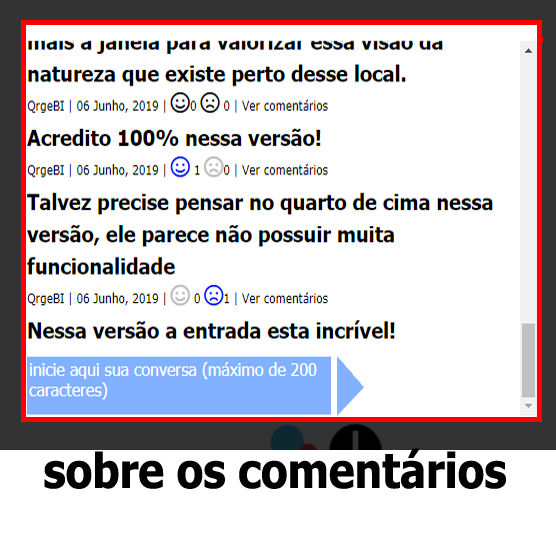 mais a janela para valorizar essa visão da
natureza que existe perto desse local.
QrgeBI | 06 Junho, 2019 | 0 0 | Ver comentários
Acredito 100% nessa versão!
QrgeBI | 06 Junho, 2019 | 1 0 | Ver comentários
Talvez precise pensar no quarto de cima nessa
versão, ele parece não possuir muita
funcionalidade
QrgeBI | 06 Junho, 2019 | 0 1 | Ver comentários
Nessa versão a entrada esta incrível!
inicie aqui sua conversa (máximo de 200
caracteres)
sobre os comentários